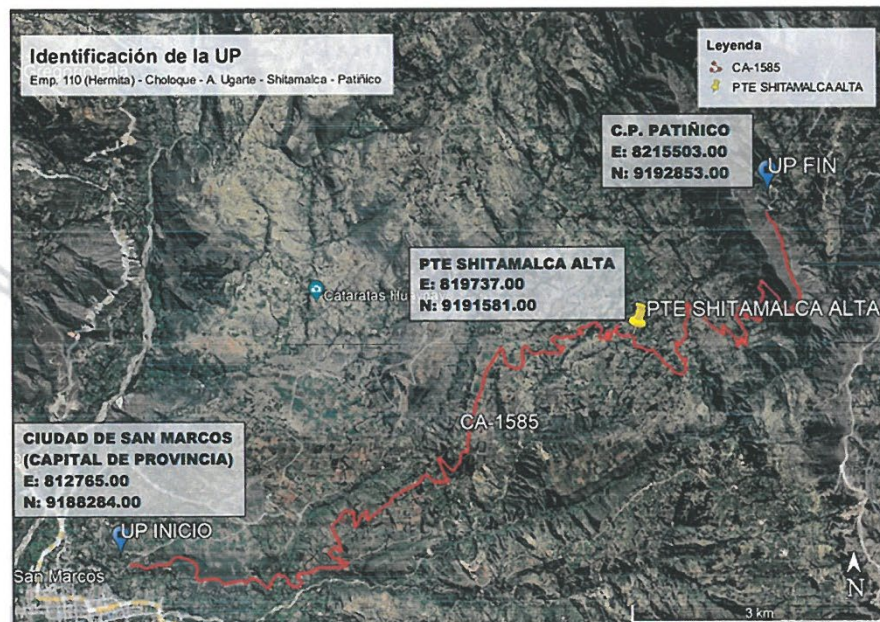 Identificación de la UP
Emp. 110 (Hermita) - Choloque - A. Ugarte - Shitamalca - Patiñico
Leyenda
CA-1585
PTE SHITAMALCA ALTA
C.P. PATIÑICO
E: 8215503.00
N: 9192853.00
UP FIN
PTE SHITAMALCA ALTA
E: 819737.00
N: 9191581.00
Cataratas
PTE SHITAMALCA ALTA
CA-1585
CIUDAD DE SAN MARCOS
(CAPITAL DE PROVINCIA)
E: 812765.00
N: 9188284.00
UP INICIO
San Marcos
N
3 km